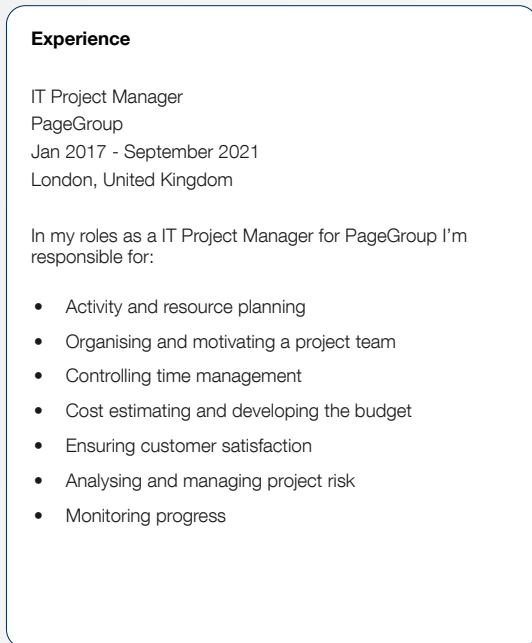 Experience
IT Project Manager
PageGroup
Jan 2017 - September 2021
London, United Kingdom
In my roles as a IT Project Manager for PageGroup I’m
responsible for:
• Activity and resource planning
• Organising and motivating a project team
• Controlling time management
• Cost estimating and developing the budget
• Ensuring customer satisfaction
• Analysing and managing project risk
• Monitoring progress